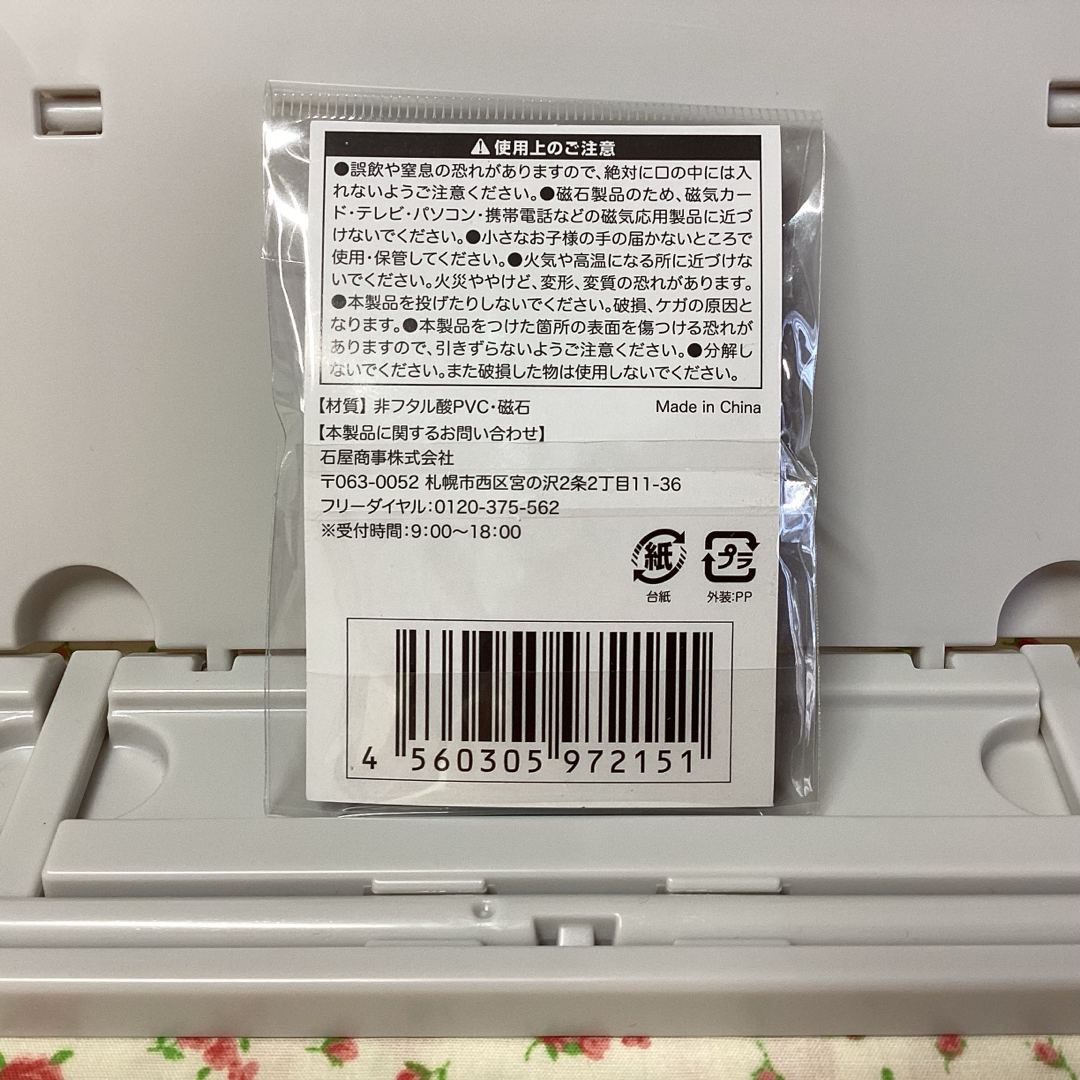 ⚠使用上のご注意
●誤飲や窒息の恐れがありますので、絶対に口の中には入
れないようご注意ください。●磁石製品のため、磁気カー
ド・テレビ・パソコン・携帯電話などの磁気応用製品に近づ
けないでください。●小さなお子様の手の届かないところで
使用・保管してください。●火気や高温になる所に近づけな
いでください。火災ややけど、変形、変質の恐れがあります。
●本製品を投げたりしないでください。破損、ケガの原因と
なります。●本製品をつけた箇所の表面を傷つける恐れが
ありますので、引きずらないようご注意ください。●分解し
ないでください。また破損した物は使用しないでください。
【材質】非フタル酸PVC・磁石 Made in China
【本製品に関するお問い合わせ】
石屋商事株式会社
〒063-0052 札幌市西区宮の沢2条2丁目11-36
フリーダイヤル:0120-375-562
※受付時間:9:00〜18:00
紙 プラ
台紙 外装:PP
4 560305 972151